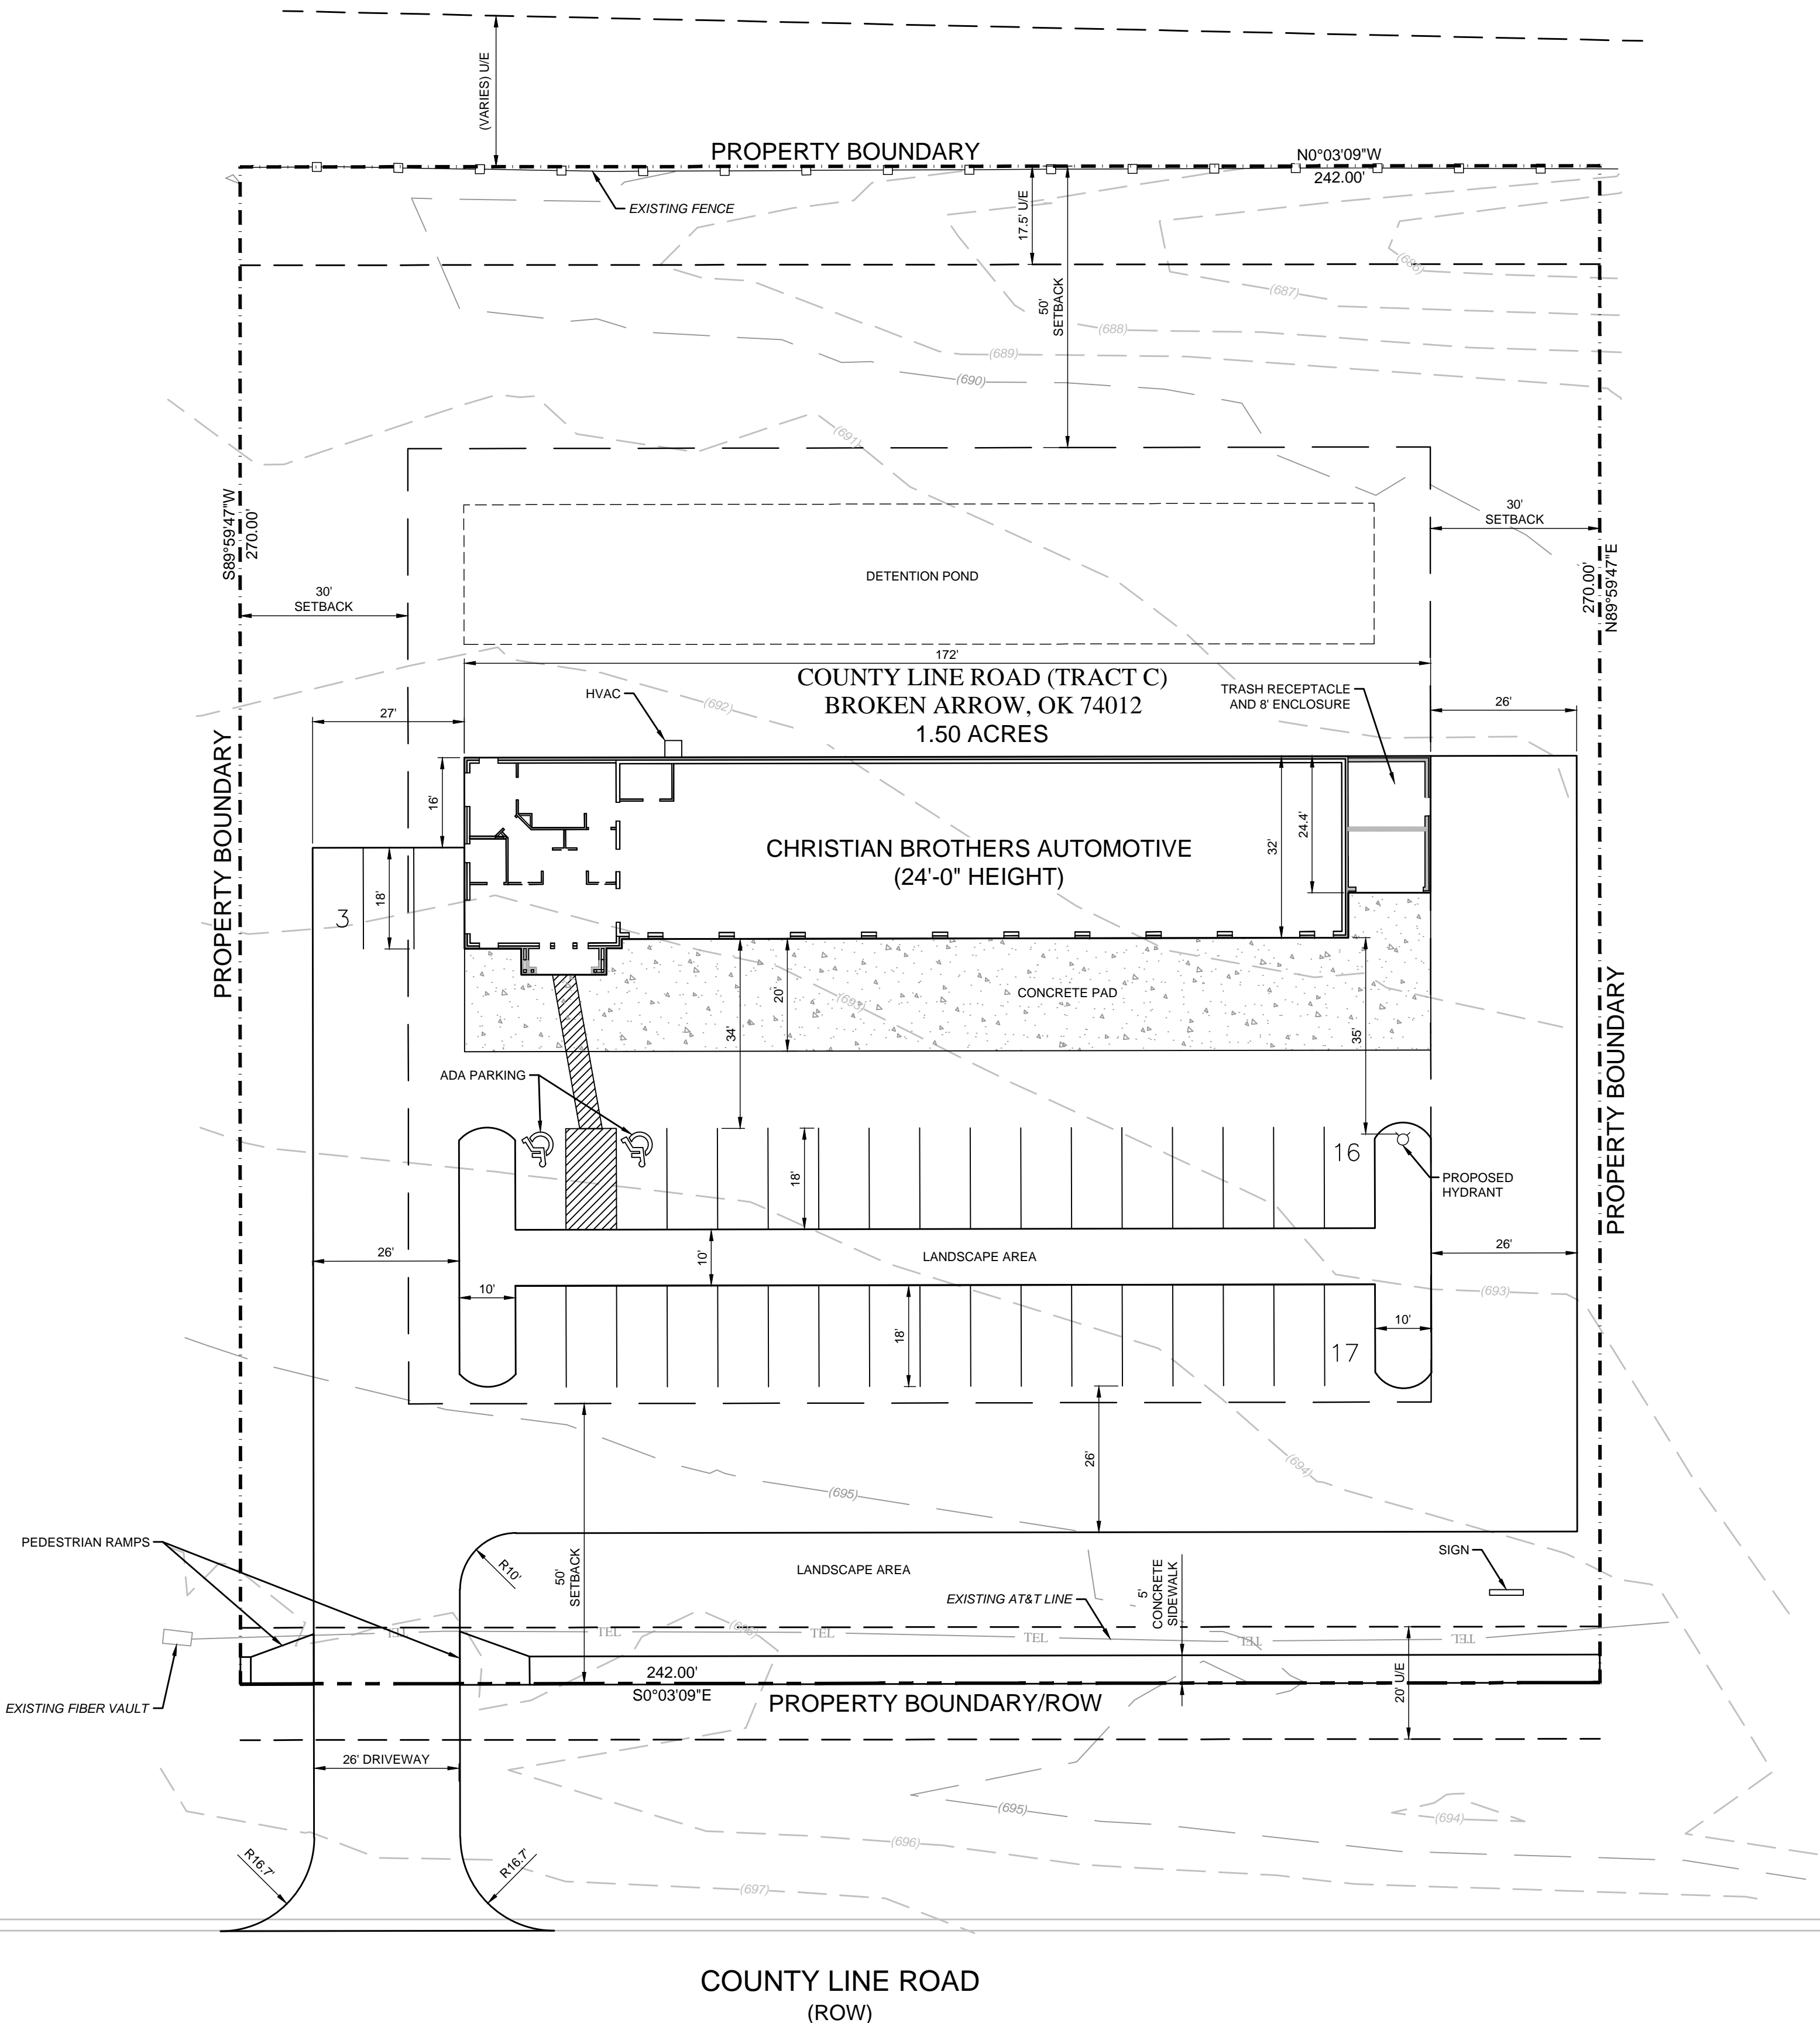 (VARIES) U/E
PROPERTY BOUNDARY
N0°03'09"W
242.00'
EXISTING FENCE
17.5' U/E
50'
SETBACK
(686)
(687)
(688)
(689)
(690)
(691)
S89°59'47"W
270.00'
30'
SETBACK
30'
SETBACK
270.00'
N89°59'47"E
DETENTION POND
172'
COUNTY LINE ROAD (TRACT C)
BROKEN ARROW, OK 74012
1.50 ACRES
HVAC
(692)
TRASH RECEPTACLE
AND 8' ENCLOSURE
27'
26'
PROPERTY BOUNDARY
16'
CHRISTIAN BROTHERS AUTOMOTIVE
(24'-0" HEIGHT)
32'
24.4'
3
18'
CONCRETE PAD
(693)
20'
34'
35'
PROPERTY BOUNDARY
ADA PARKING
16
18'
PROPOSED
HYDRANT
26'
10'
LANDSCAPE AREA
26'
10'
(693)
10'
18'
17
26'
(694)
(695)
PEDESTRIAN RAMPS
R10'
50'
SETBACK
LANDSCAPE AREA
SIGN
EXISTING AT&T LINE
5'
CONCRETE
SIDEWALK
(696)
TEL
TEL
TEL
TEL
TEL
TEL
242.00'
S0°03'09"E
PROPERTY BOUNDARY/ROW
20' U/E
EXISTING FIBER VAULT
26' DRIVEWAY
(695)
(694)
(696)
R16.7'
R16.7'
(697)
COUNTY LINE ROAD
(ROW)